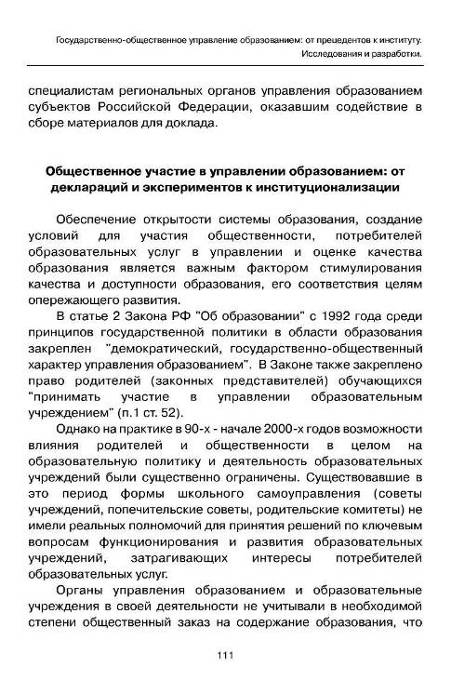 Государственно-общественное управление образованием: от прецедентов к институту.
Исследования и разработки.
специалистам региональных органов управления образованием
субъектов Российской Федерации, оказавшим содействие в
сборе материалов для доклада.
Общественное участие в управлении образованием: от
деклараций и экспериментов к институционализации
Обеспечение открытости системы образования, создание
условий для участия общественности, потребителей
образовательных услуг в управлении и оценке качества
образования является важным фактором стимулирования
качества и доступности образования, его соответствия целям
опережающего развития.
В статье 2 Закона РФ "Об образовании" с 1992 года среди
принципов государственной политики в области образования
закреплен "демократический, государственно-общественный
характер управления образованием". В Законе также закреплено
право родителей (законных представителей) обучающихся
"принимать участие в управлении образовательным
учреждением" (п.1 ст. 52).
Однако на практике в 90-х - начале 2000-х годов возможности
влияния родителей и общественности в целом на
образовательную политику и деятельность образовательных
учреждений были существенно ограничены. Существовавшие в
это период формы школьного самоуправления (советы
учреждений, попечительские советы, родительские комитеты) не
имели реальных полномочий для принятия решений по ключевым
вопросам функционирования и развития образовательных
учреждений, затрагивающих интересы потребителей
образовательных услуг.
Органы управления образованием и образовательные
учреждения в своей деятельности не учитывали в необходимой
степени общественный заказ на содержание образования, что
111